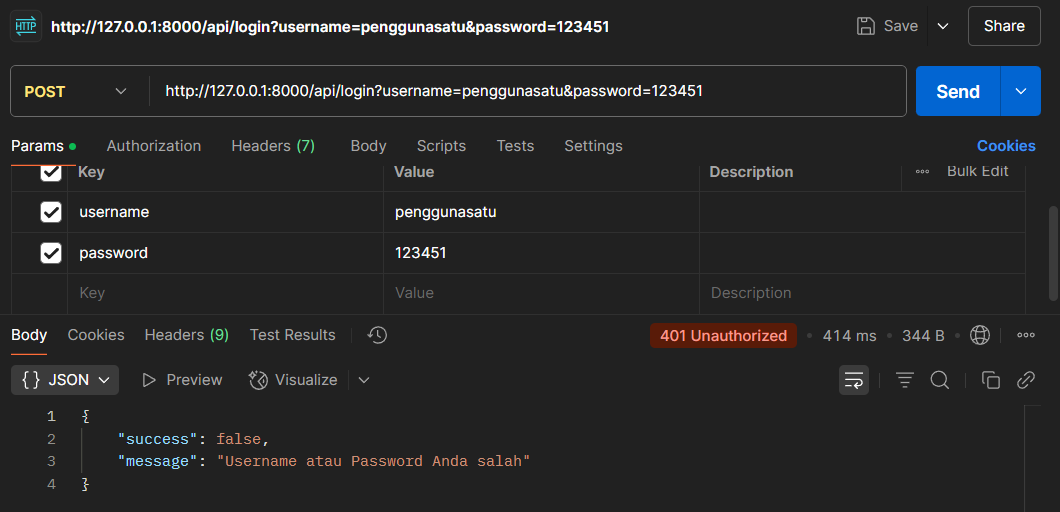 HTTP http://127.0.0.1:8000/api/login?username=penggunasatu&password=123451 Save Share
POST http://127.0.0.1:8000/api/login?username=penggunasatu&password=123451 Send
Params Authorization Headers (7) Body Scripts Tests Settings Cookies
Key Value Description Bulk Edit
username penggunasatu
password 123451
Key Value Description
Body Cookies Headers (9) Test Results 401 Unauthorized 414 ms 344 B
{} JSON Preview Visualize
1 {
2 "success": false,
3 "message": "Username atau Password Anda salah"
4 }